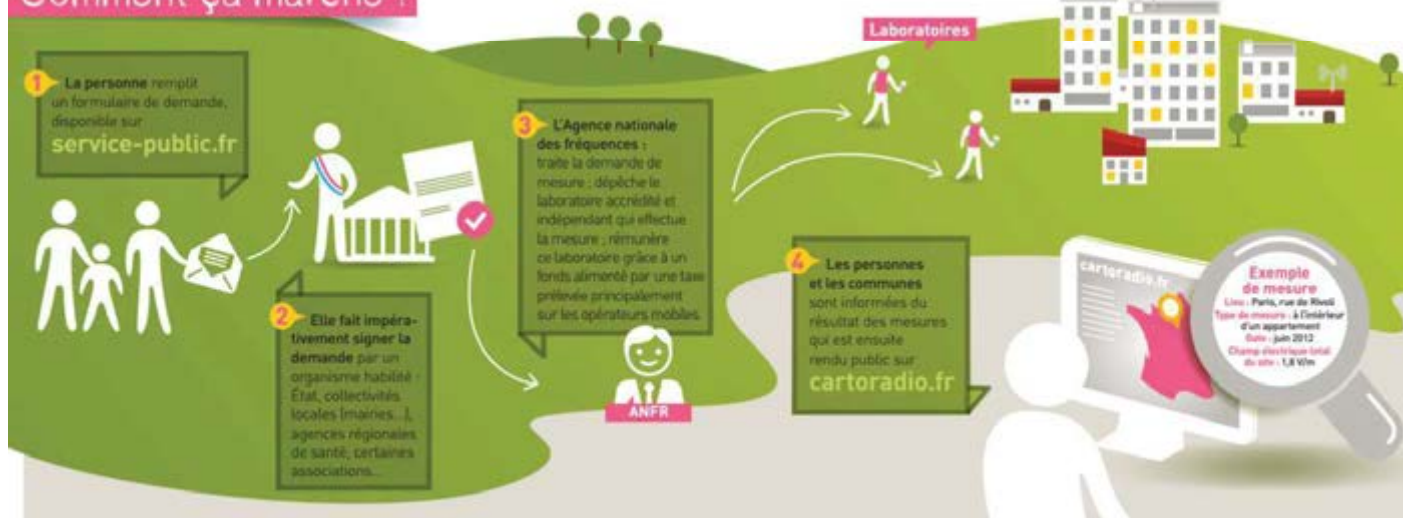 Comment ça marche ?
1 La personne remplit
un formulaire de demande,
disponible sur
service-public.fr
2 Elle fait impéra-
tivement signer la
demande par un
organisme habilité :
État, collectivités
locales (mairies...),
agences régionales
de santé, certaines
associations...
3 L'Agence nationale
des fréquences :
traite la demande de
mesure ; dépêche le
laboratoire accrédité et
indépendant qui effectue
la mesure ; rémunère
ce laboratoire grâce à un
fonds alimenté par une taxe
prélevée principalement
sur les opérateurs mobiles.
ANFR
Laboratoires
4 Les personnes
et les communes
sont informées du
résultat des mesures
qui est ensuite
rendu public sur
cartoradio.fr
cartoradio.fr
Exemple
de mesure
Lieu : Paris, rue de Rivoli
Type de mesure : à l'intérieur
d'un appartement
Date : juin 2012
Champ électrique total
du site : 1,8 V/m